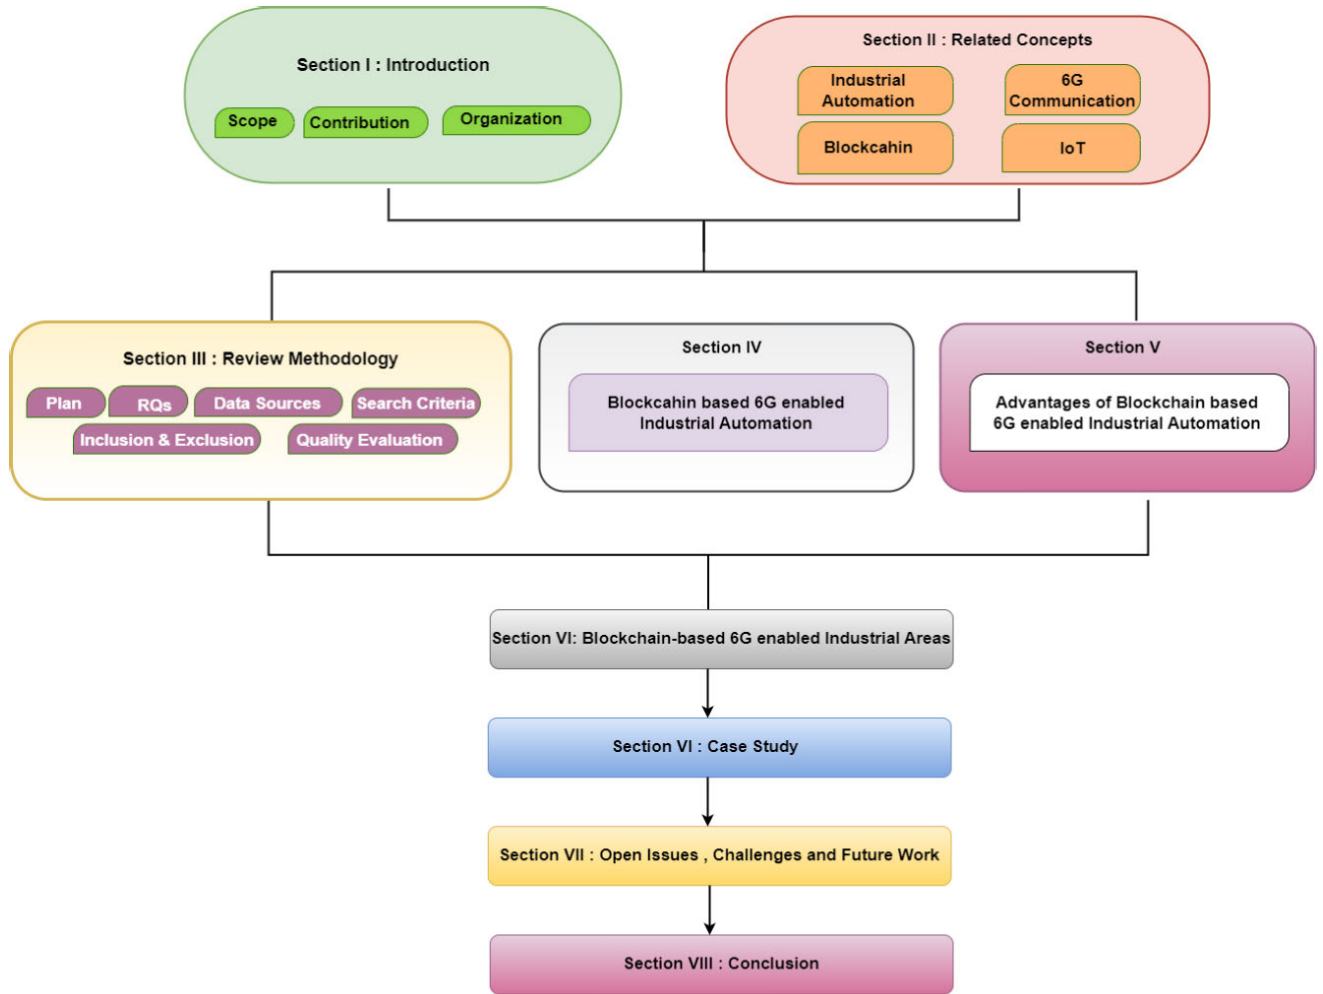 Section I : Introduction
Scope
Contribution
Organization
Section II : Related Concepts
Industrial
Automation
6G
Communication
Blockcahin
IoT
Section III : Review Methodology
Plan
RQs
Data Sources
Search Criteria
Inclusion & Exclusion
Quality Evaluation
Section IV
Blockcahin based 6G enabled
Industrial Automation
Section V
Advantages of Blockchain based
6G enabled Industrial Automation
Section VI: Blockchain-based 6G enabled Industrial Areas
Section VI : Case Study
Section VII : Open Issues , Challenges and Future Work
Section VIII : Conclusion